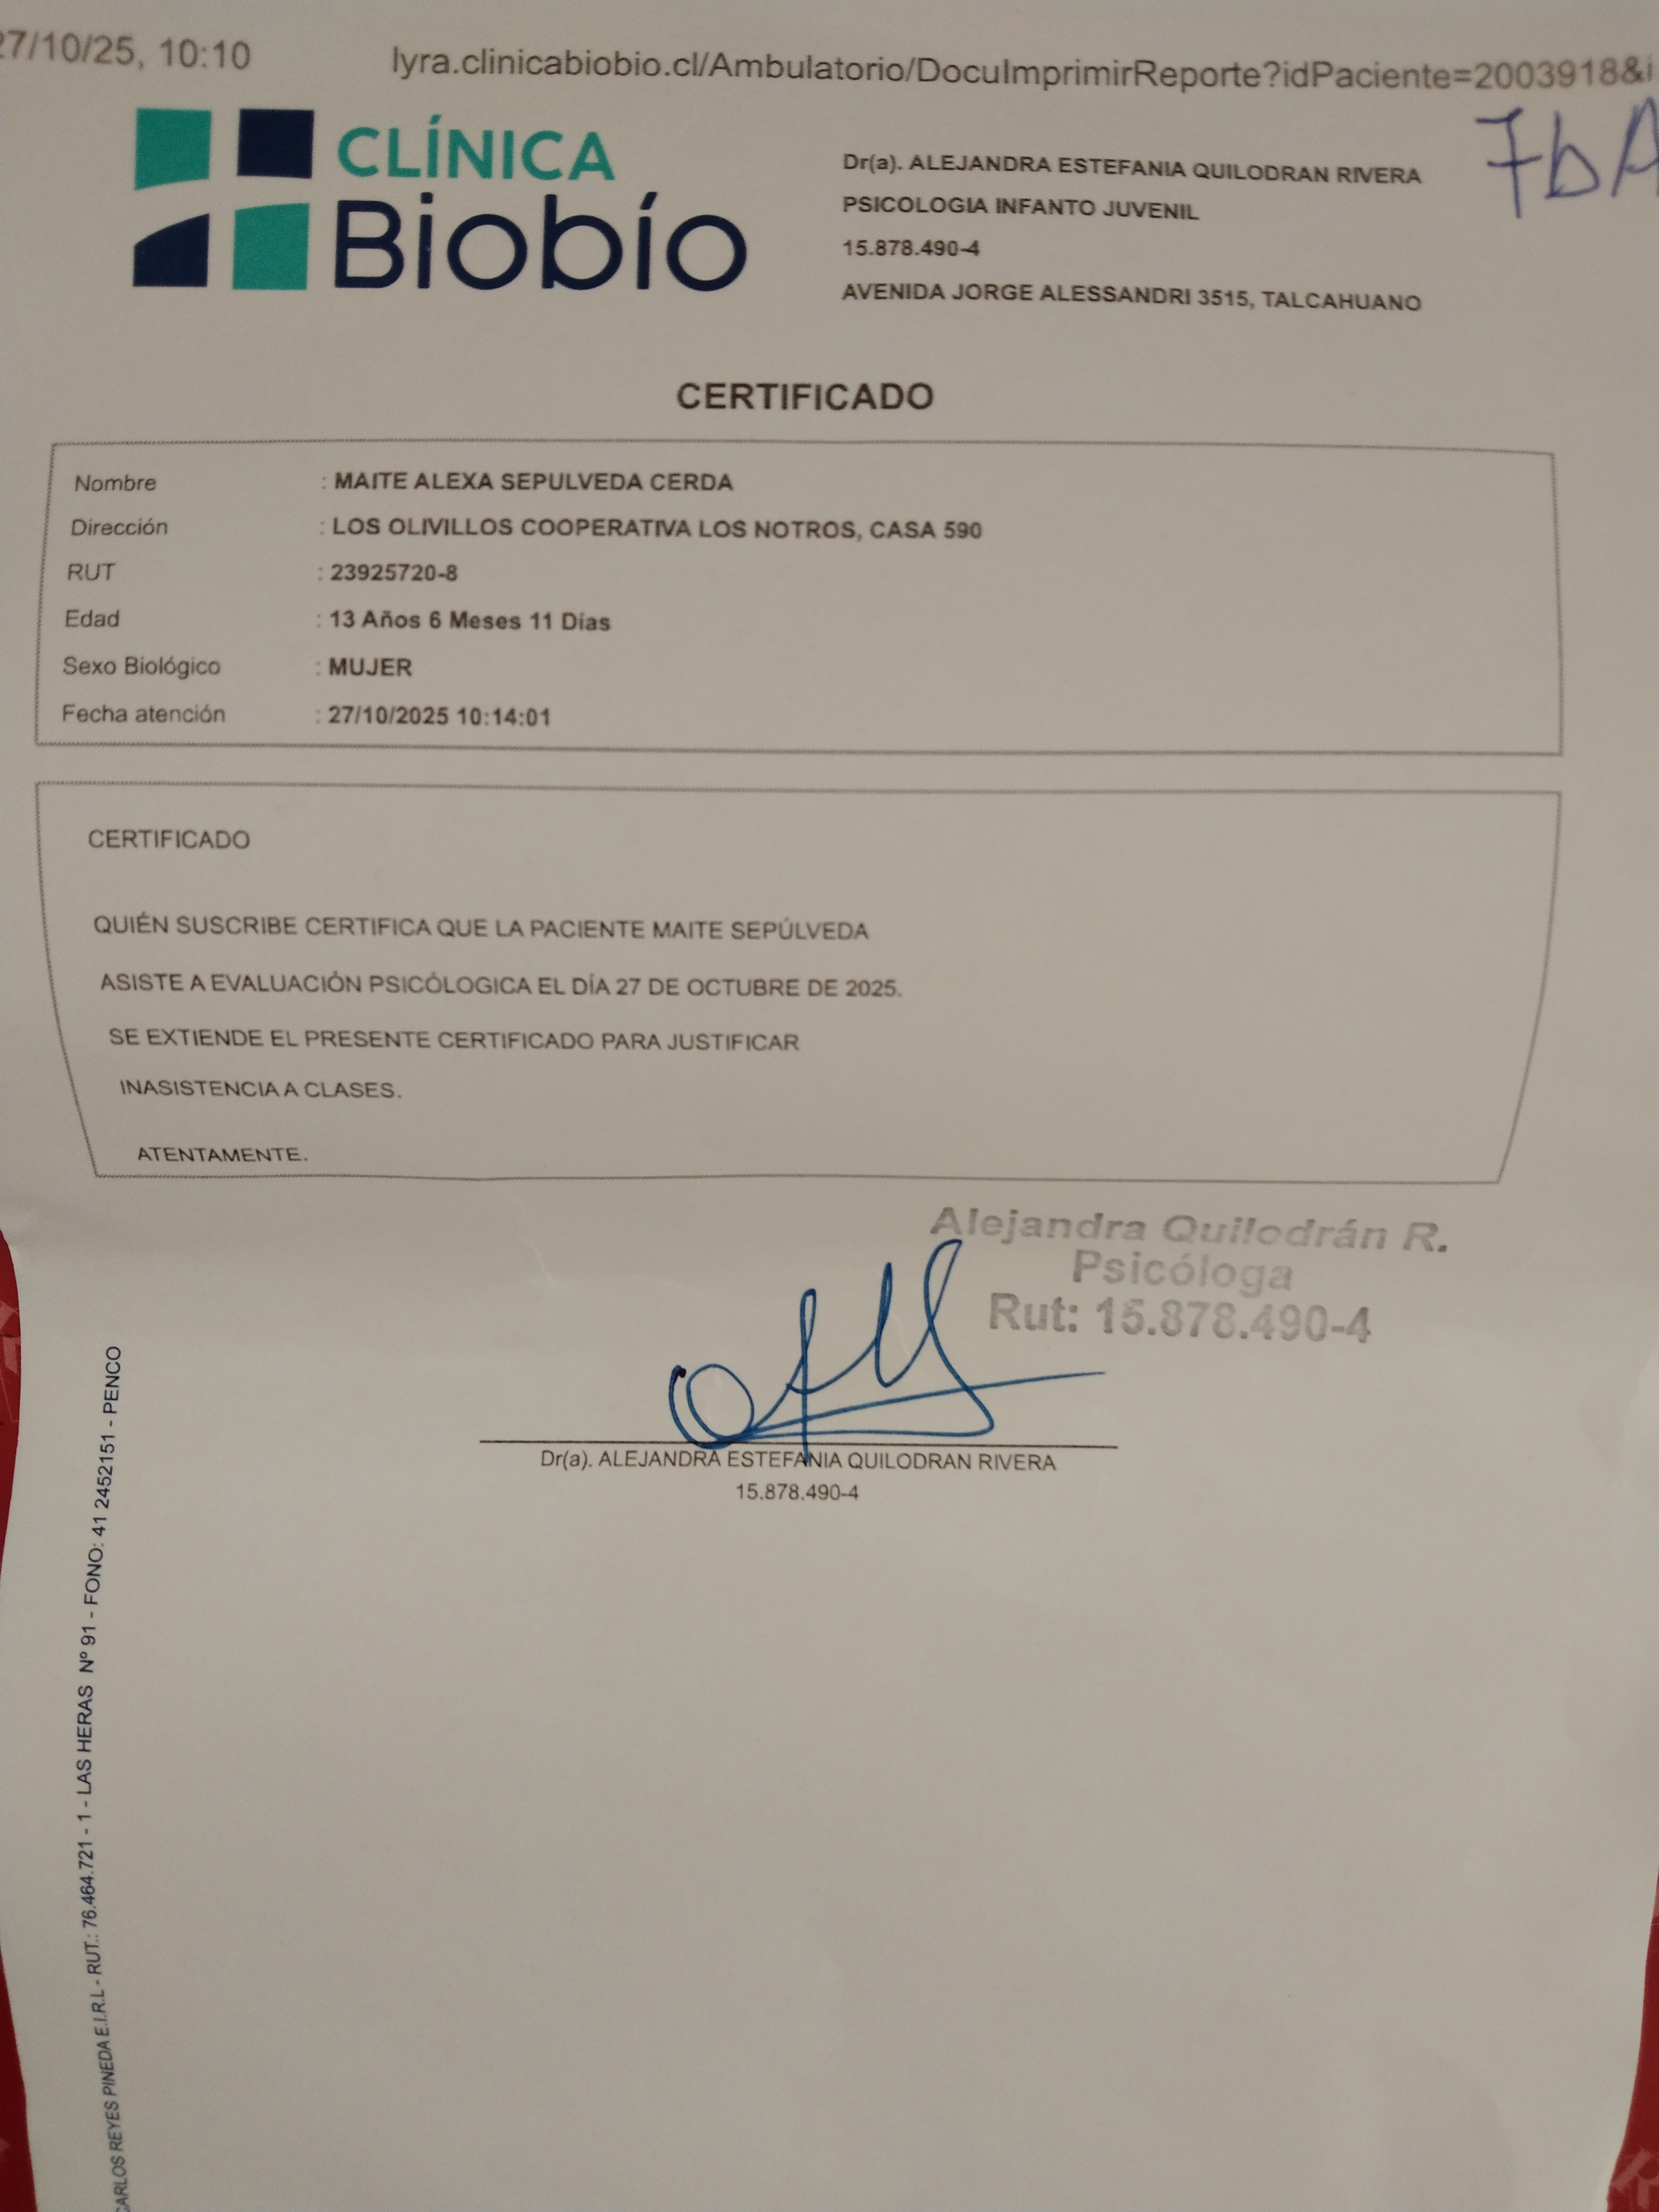 27/10/25, 10:10
lyra.clinicabiobio.cl/Ambulatorio/DocuImprimirReporte?idPaciente=2003918&i
7bA
CLÍNICA
Biobío
Dr(a). ALEJANDRA ESTEFANIA QUILODRAN RIVERA
PSICOLOGIA INFANTO JUVENIL
15.878.490-4
AVENIDA JORGE ALESSANDRI 3515, TALCAHUANO
CERTIFICADO
Nombre : MAITE ALEXA SEPULVEDA CERDA
Dirección : LOS OLIVILLOS COOPERATIVA LOS NOTROS, CASA 590
RUT : 23925720-8
Edad : 13 Años 6 Meses 11 Días
Sexo Biológico : MUJER
Fecha atención : 27/10/2025 10:14:01
CERTIFICADO
QUIÉN SUSCRIBE CERTIFICA QUE LA PACIENTE MAITE SEPÚLVEDA
ASISTE A EVALUACIÓN PSICÓLOGICA EL DÍA 27 DE OCTUBRE DE 2025.
SE EXTIENDE EL PRESENTE CERTIFICADO PARA JUSTIFICAR
INASISTENCIA A CLASES.
ATENTAMENTE.
Alejandra Quilodrán R.
Psicóloga
Rut: 15.878.490-4
Dr(a). ALEJANDRA ESTEFANIA QUILODRAN RIVERA
15.878.490-4
CARLOS REYES PINEDA E.I.R.L - RUT.: 76.464.721 - 1 - LAS HERAS Nº 91 - FONO: 41 2452151 - PENCO